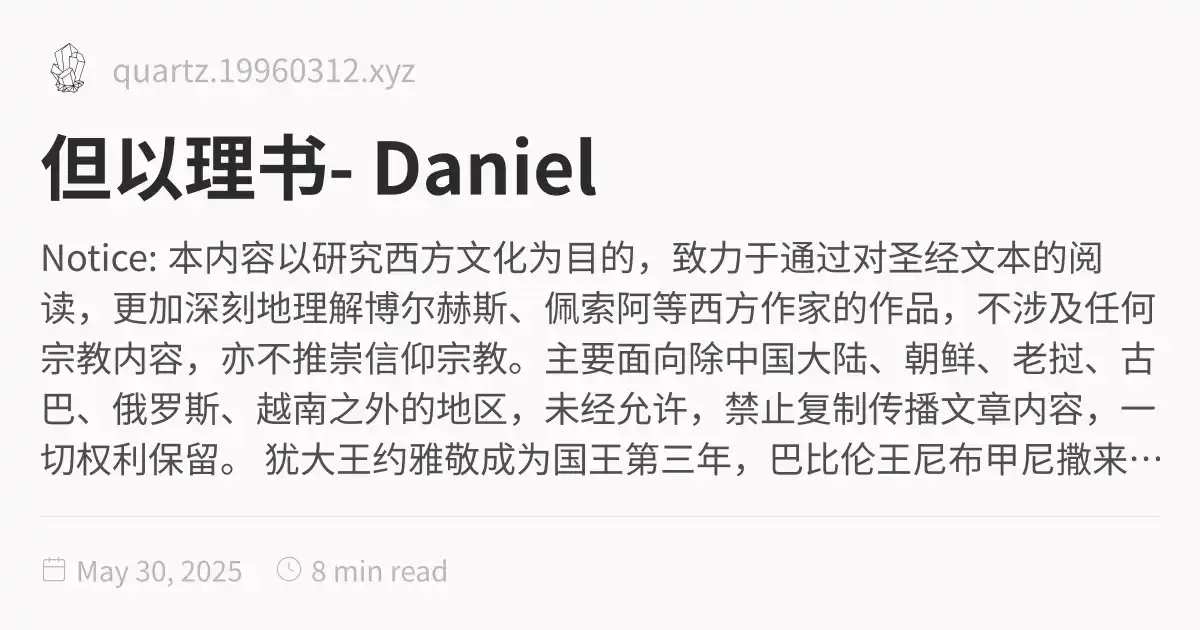 quartz.19960312.xyz
但以理书- Daniel
Notice: 本内容以研究西方文化为目的，致力于通过对圣经文本的阅
读，更加深刻地理解博尔赫斯、佩索阿等西方作家的作品，不涉及任何
宗教内容，亦不推崇信仰宗教。主要面向除中国大陆、朝鲜、老挝、古
巴、俄罗斯、越南之外的地区，未经允许，禁止复制传播文章内容，一
切权利保留。 犹大王约雅敬成为国王第三年，巴比伦王尼布甲尼撒来…
May 30, 2025
8 min read